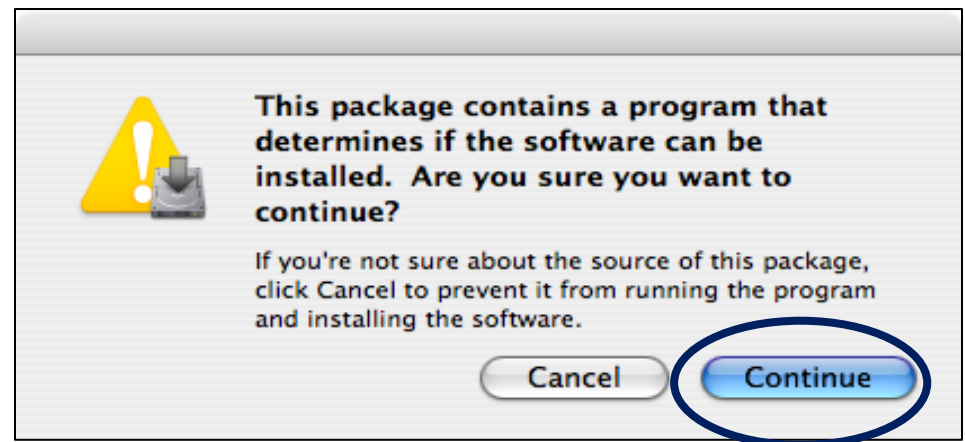 This package contains a program that
determines if the software can be
installed.  Are you sure you want to
continue?
If you're not sure about the source of this package,
click Cancel to prevent it from running the program
and installing the software.
Cancel Continue